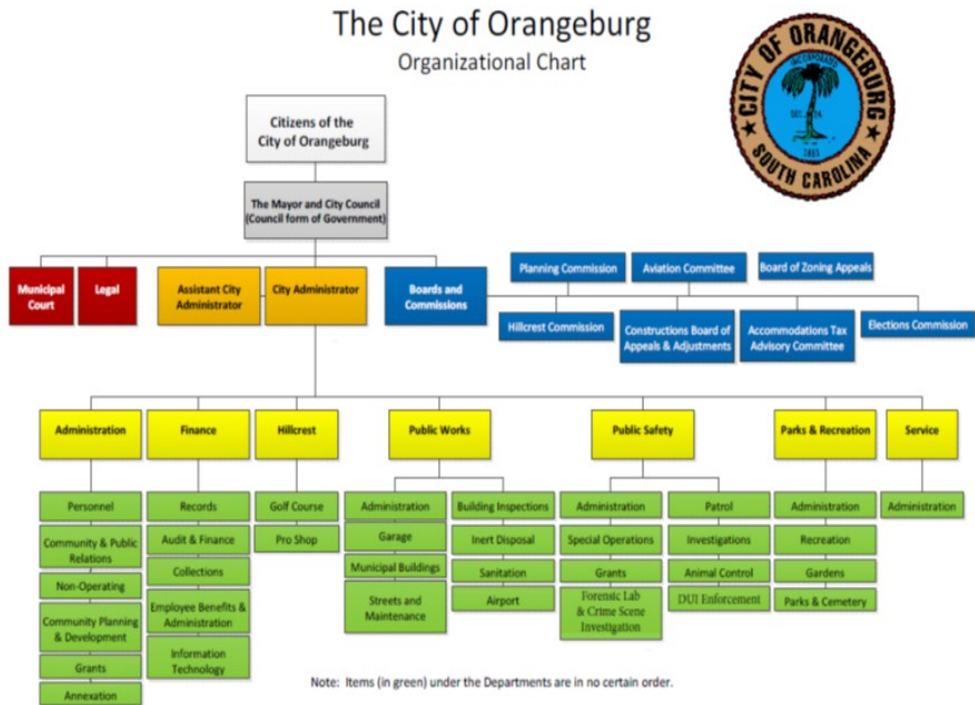 The City of Orangeburg
Organizational Chart
CITY OF ORANGEBURG
INCORPORATED
DEC. 24
1883
SOUTH CAROLINA
Citizens of the
City of Orangeburg
The Mayor and City Council
(Council form of Government)
Municipal
Court
Legal
Assistant City
Administrator
City Administrator
Boards and
Commissions
Planning Commission
Aviation Committee
Board of Zoning Appeals
Hillcrest Commission
Constructions Board of
Appeals & Adjustments
Accommodations Tax
Advisory Committee
Elections Commission
Administration
Finance
Hillcrest
Public Works
Public Safety
Parks & Recreation
Service
Personnel
Community & Public
Relations
Non-Operating
Community Planning
& Development
Grants
Annexation
Records
Audit & Finance
Collections
Employee Benefits &
Administration
Information
Technology
Golf Course
Pro Shop
Administration
Garage
Municipal Buildings
Streets and
Maintenance
Building Inspections
Inert Disposal
Sanitation
Airport
Administration
Special Operations
Grants
Forensic Lab
& Crime Scene
Investigation
Patrol
Investigations
Animal Control
DUI Enforcement
Administration
Recreation
Gardens
Parks & Cemetery
Administration
Note: Items (in green) under the Departments are in no certain order.